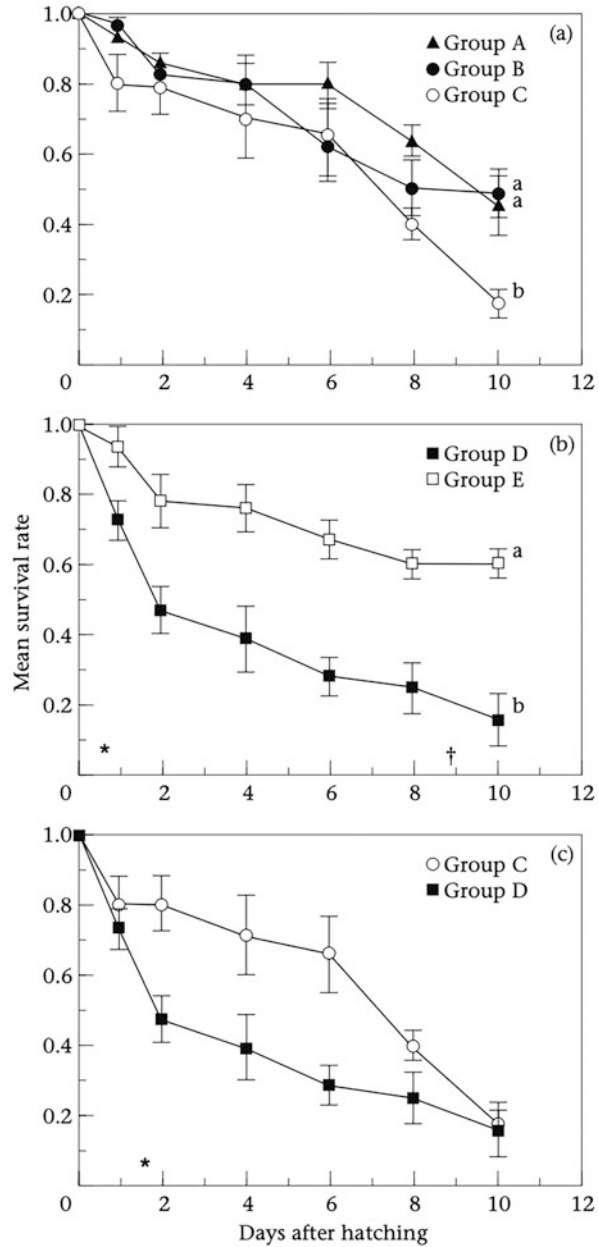 (a)
1.0
Group A
Group B
Group C
0.8
0.6
0.4
0.2
a
a
b
0 2 4 6 8 10 12
(b)
1.0
Group D
Group E
0.8
0.6
0.4
0.2
a
b
* †
0 2 4 6 8 10 12
Mean survival rate
(c)
1.0
Group C
Group D
0.8
0.6
0.4
0.2
*
0 2 4 6 8 10 12
Days after hatching